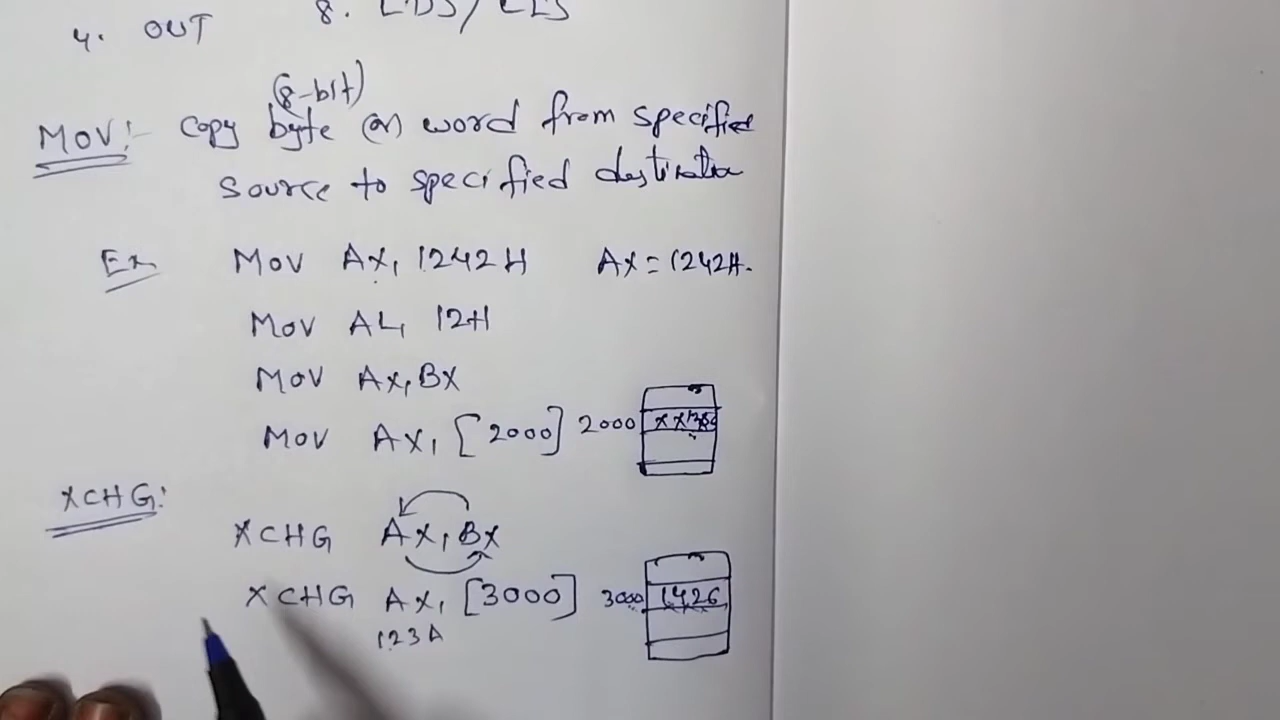 4. OUT 8. LDS/LES
(8-bit)
MOV:- Copy byte (or) word from specified
source to specified destination
Ex MOV AX, 1242H AX = 1242H.
MOV AL, 12H
MOV AX, BX
MOV AX, [2000] 2000
XCHG:
XCHG AX, BX
XCHG AX, [3000] 3000 1426
123A